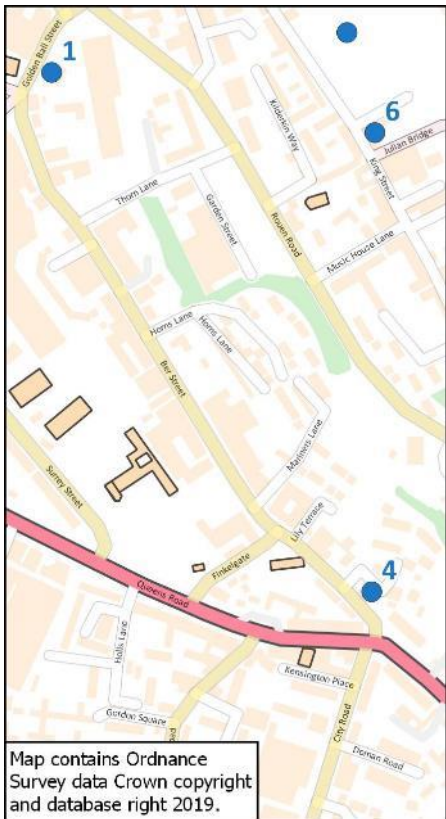 Golden Ball Street
1
6
Julian Bridge
King Street
Kilderkin Way
Thorn Lane
Garden Street
Rouen Road
Music House Lane
Horns Lane
Horns Lane
Ber Street
Mariners Lane
Surrey Street
Lily Terrace
Finkelgate
4
Queens Road
Hollis Lane
Kensington Place
Gordon Square
City Road
Doman Road
Map contains Ordnance
Survey data Crown copyright
and database right 2019.